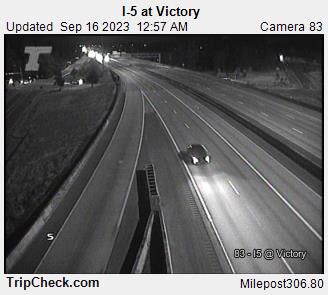 I-5 at Victory
Updated Sep 16 2023 12:57 AM Camera 83
T
S
83 - I5 @ Victory
TripCheck.com Milepost306.80